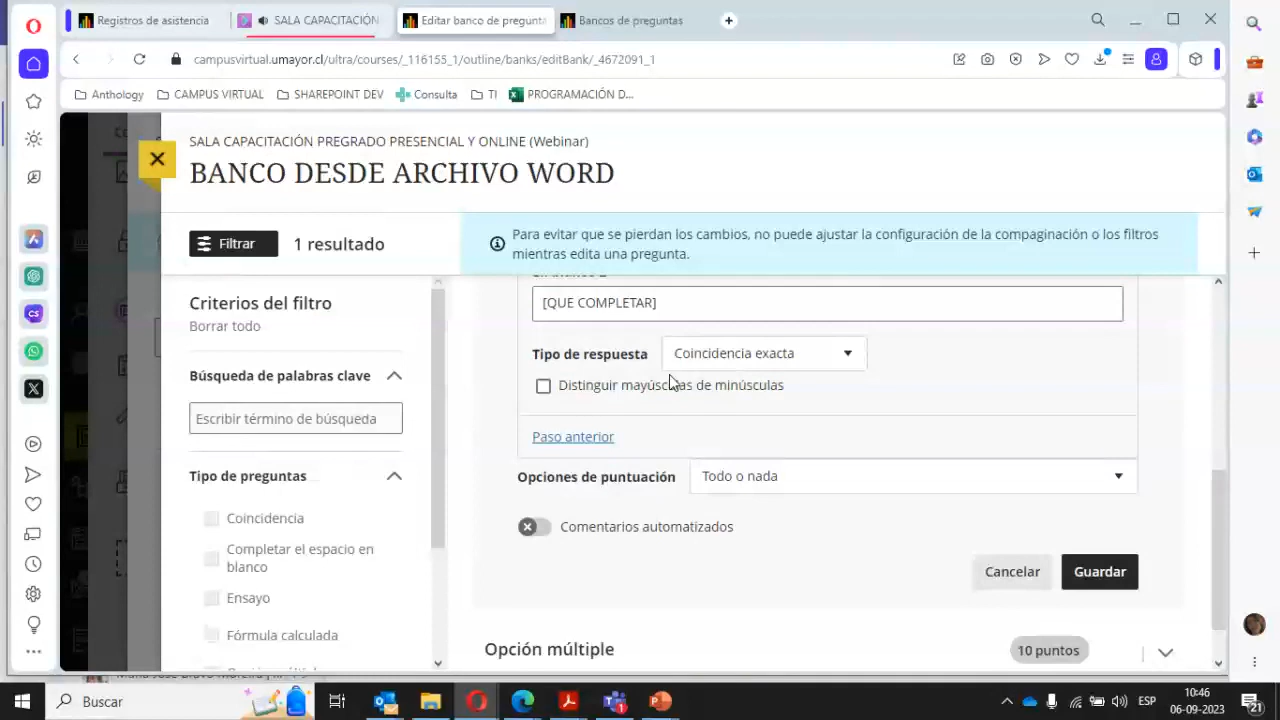 Registros de asistencia
SALA CAPACITACIÓN
Editar banco de pregunta
Bancos de preguntas
campusvirtual.umayor.cl/ultra/courses/_116155_1/outline/banks/editBank/_4672091_1
Anthology
CAMPUS VIRTUAL
SHAREPOINT DEV
Consulta
TI
PROGRAMACIÓN D...
SALA CAPACITACIÓN PREGRADO PRESENCIAL Y ONLINE (Webinar)
BANCO DESDE ARCHIVO WORD
Filtrar
1 resultado
Para evitar que se pierdan los cambios, no puede ajustar la configuración de la compaginación o los filtros
mientras edita una pregunta.
Criterios del filtro
Borrar todo
Búsqueda de palabras clave
Escribir término de búsqueda
Tipo de preguntas
Coincidencia
Completar el espacio en
blanco
Ensayo
Fórmula calculada
[QUE COMPLETAR]
Tipo de respuesta
Coincidencia exacta
Distinguir mayúsculas de minúsculas
Paso anterior
Opciones de puntuación
Todo o nada
Comentarios automatizados
Cancelar
Guardar
Opción múltiple
10 puntos
Buscar
ESP
10:46
06-09-2023
21